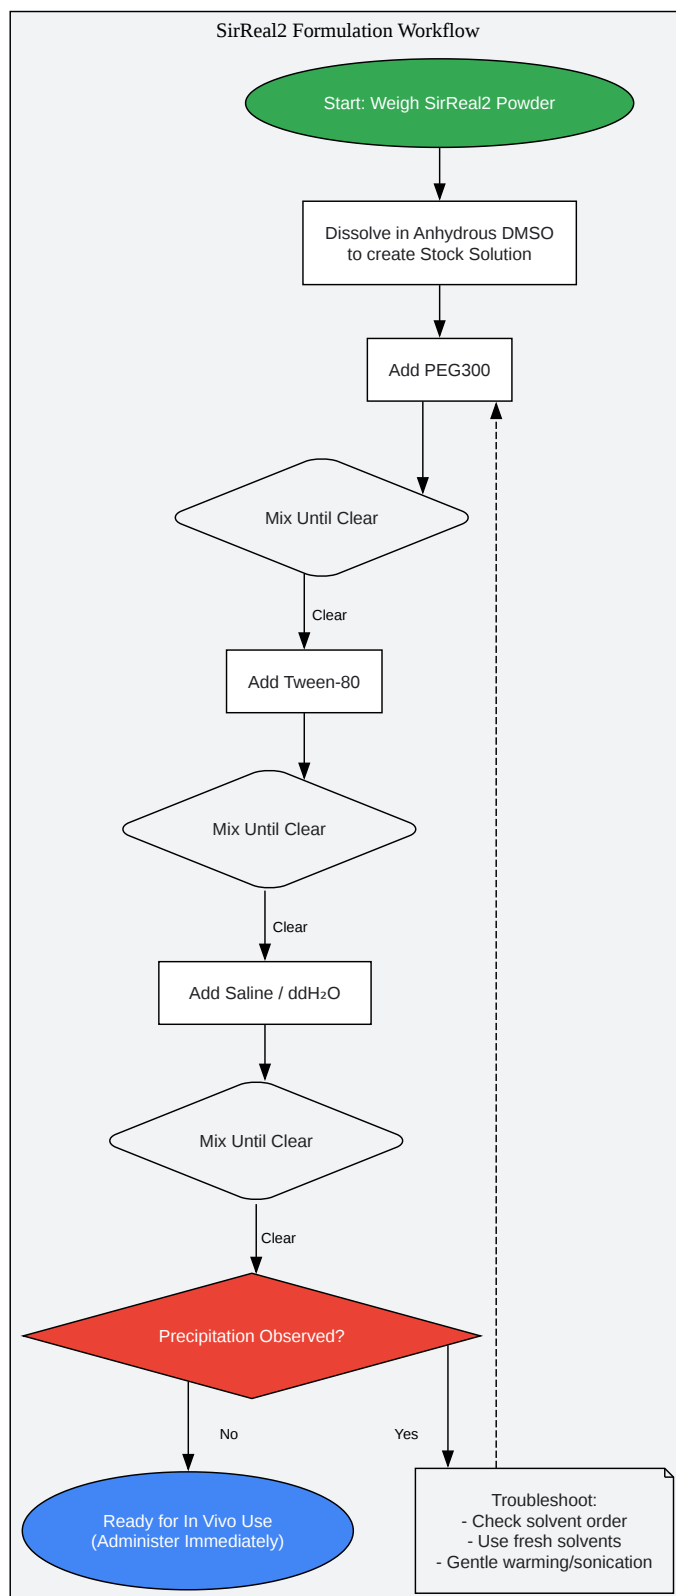 SirReal2 Formulation Workflow
Start: Weigh SirReal2 Powder
Dissolve in Anhydrous DMSO
to create Stock Solution
Add PEG300
Mix Until Clear
Clear
Add Tween-80
Mix Until Clear
Clear
Add Saline / ddH₂O
Mix Until Clear
Clear
Precipitation Observed?
No
Yes
Ready for In Vivo Use
(Administer Immediately)
Troubleshoot:
- Check solvent order
- Use fresh solvents
- Gentle warming/sonication